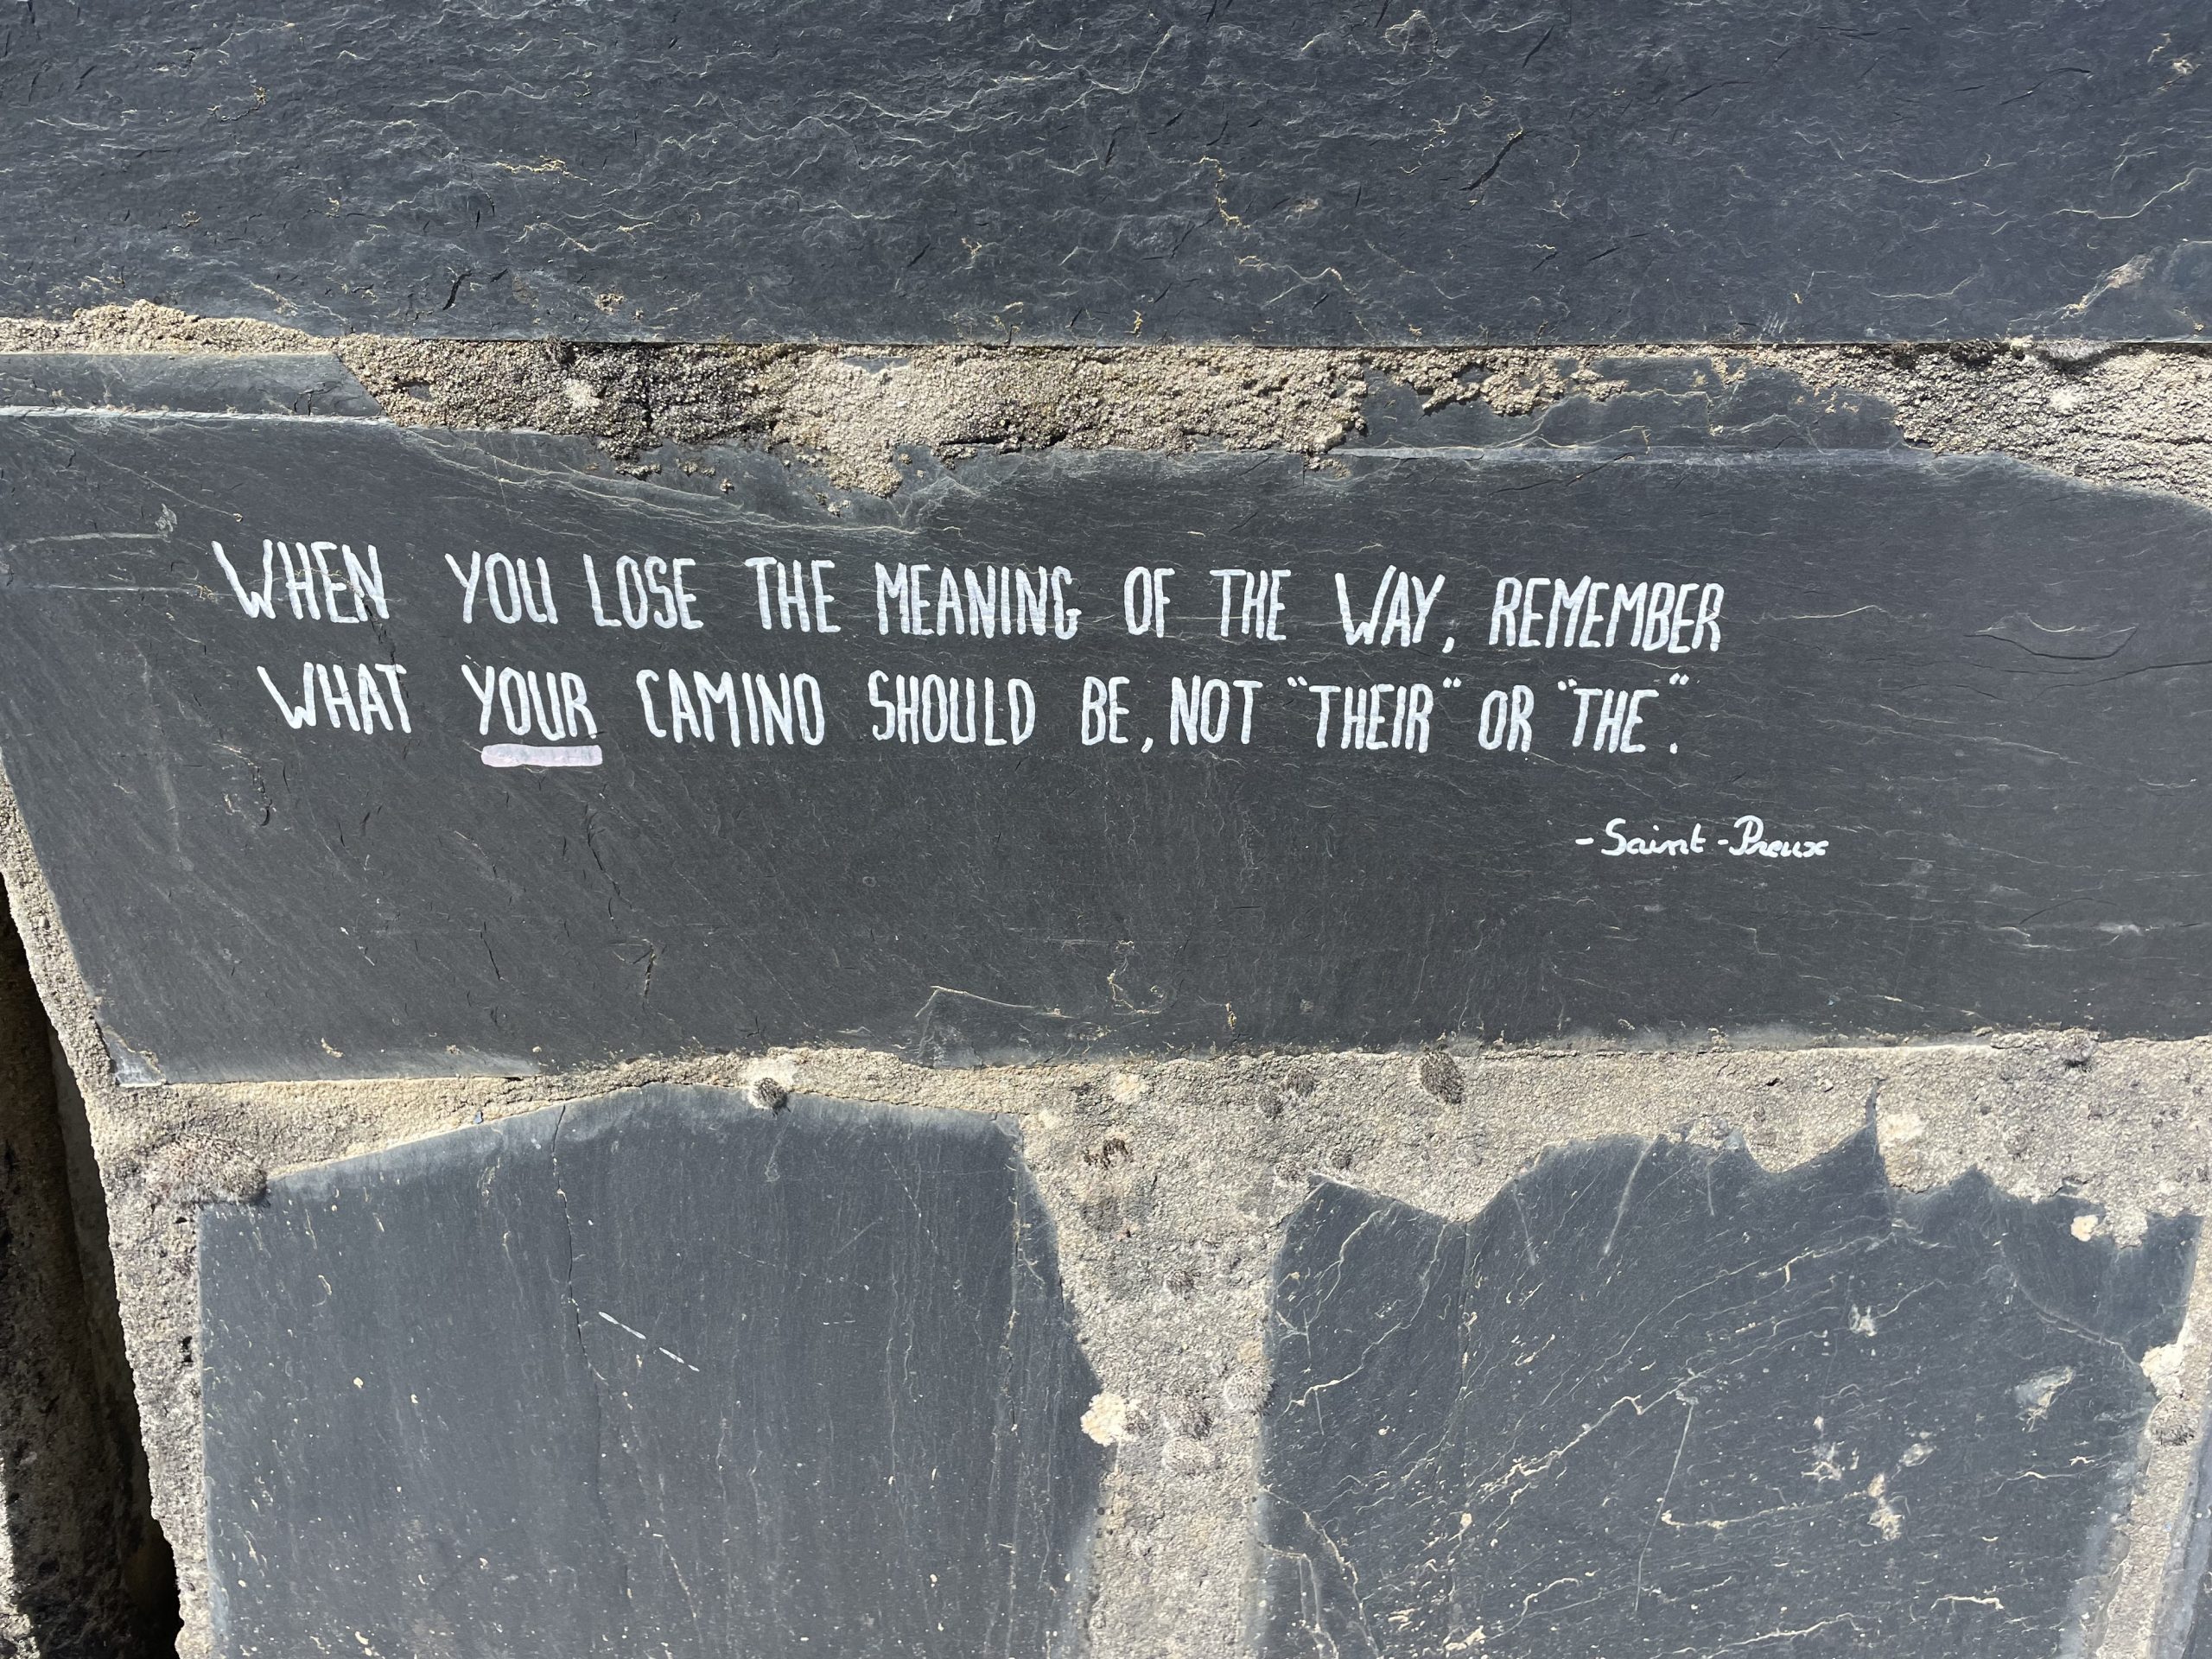 WHEN YOU LOSE THE MEANING OF THE WAY, REMEMBER
WHAT YOUR CAMINO SHOULD BE, NOT "THEIR" OR "THE".
-Saint-Preux